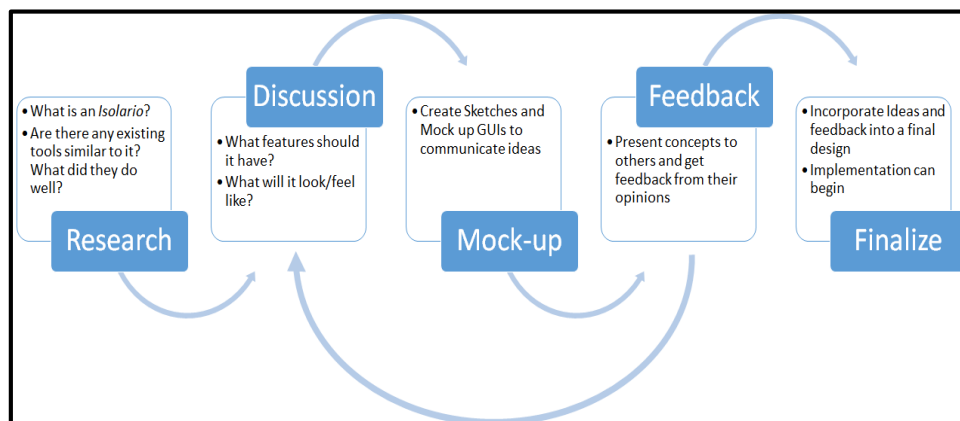 • What is an Isolario?
• Are there any existing
tools similar to it?
What did they do
well?
Research
Discussion
• What features should
it have?
• What will it look/feel
like?
• Create Sketches and
Mock up GUIs to
communicate ideas
Mock-up
Feedback
• Present concepts to
others and get
feedback from their
opinions
• Incorporate Ideas and
feedback into a final
design
• Implementation can
begin
Finalize